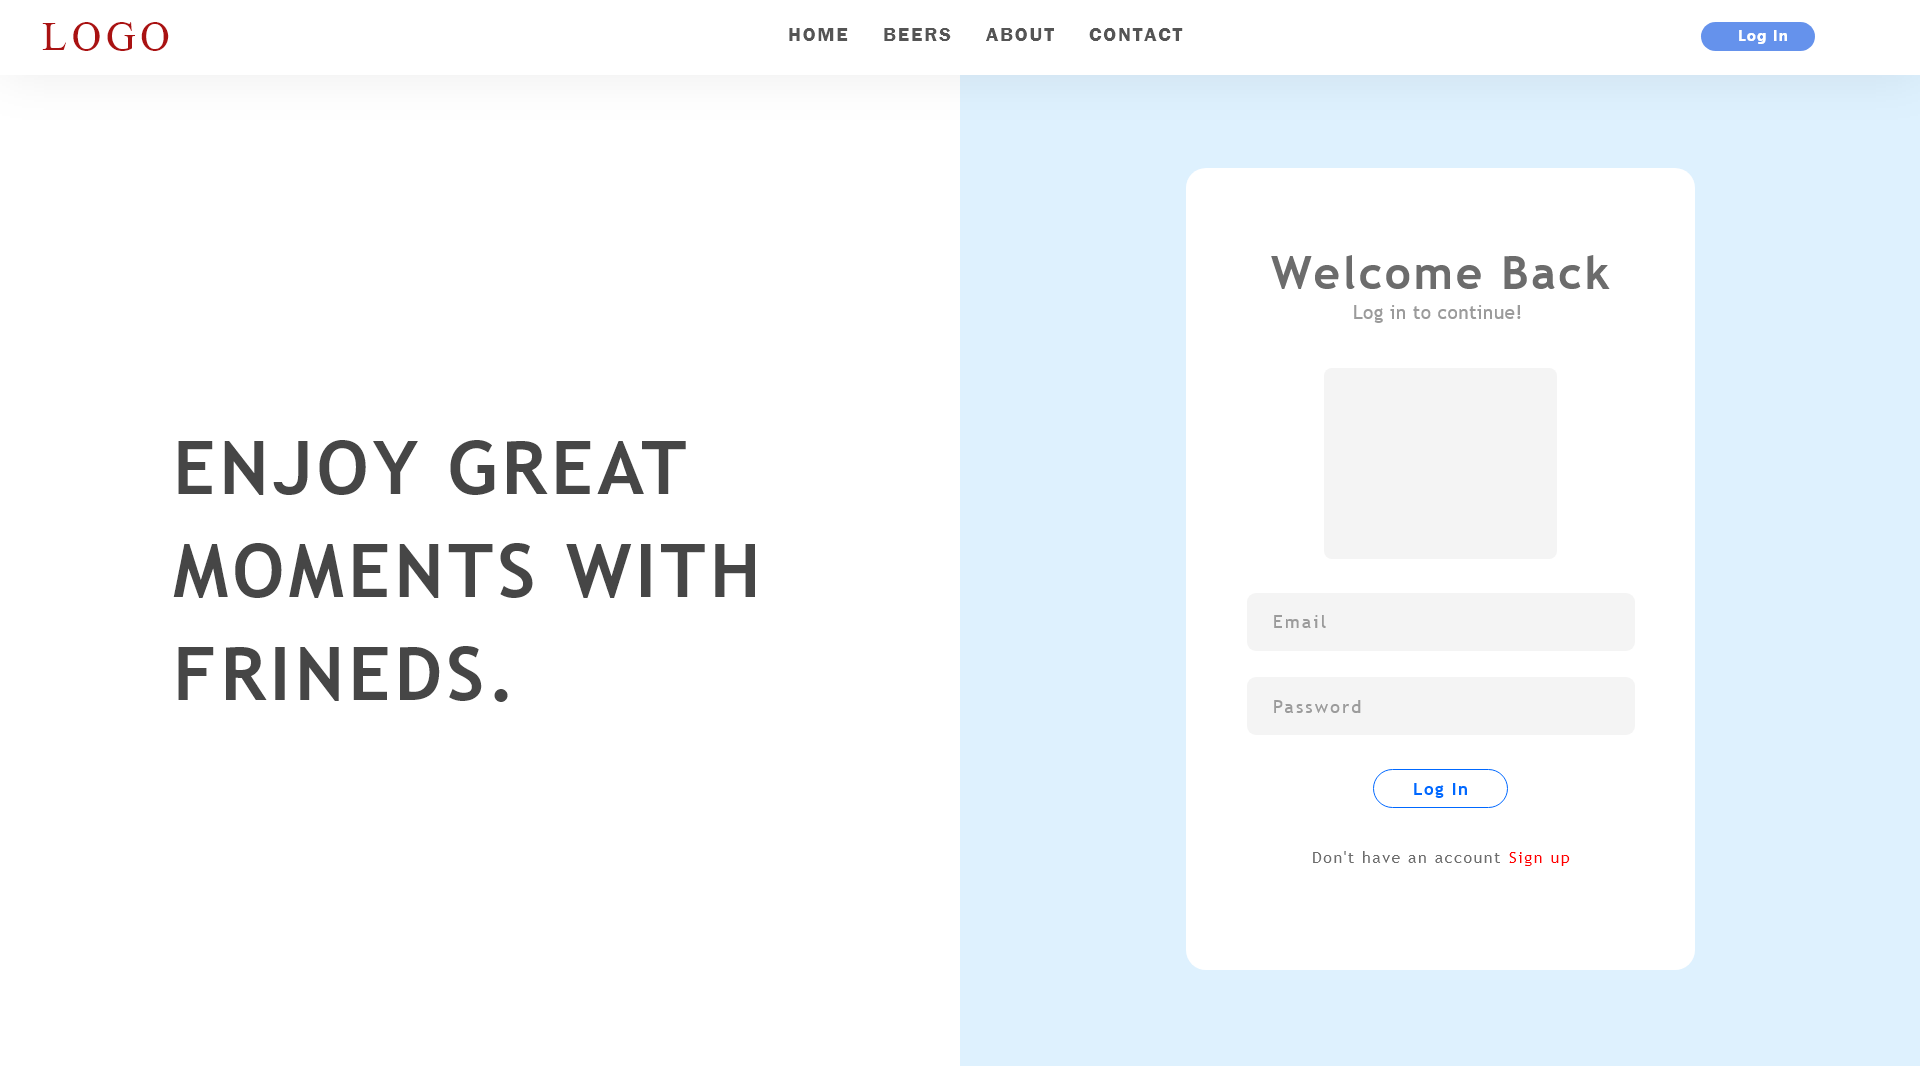 LOGO
HOME BEERS ABOUT CONTACT
Log In
ENJOY GREAT
MOMENTS WITH
FRINEDS.
Welcome Back
Log in to continue!
Email
Password
Log In
Don't have an account Sign up